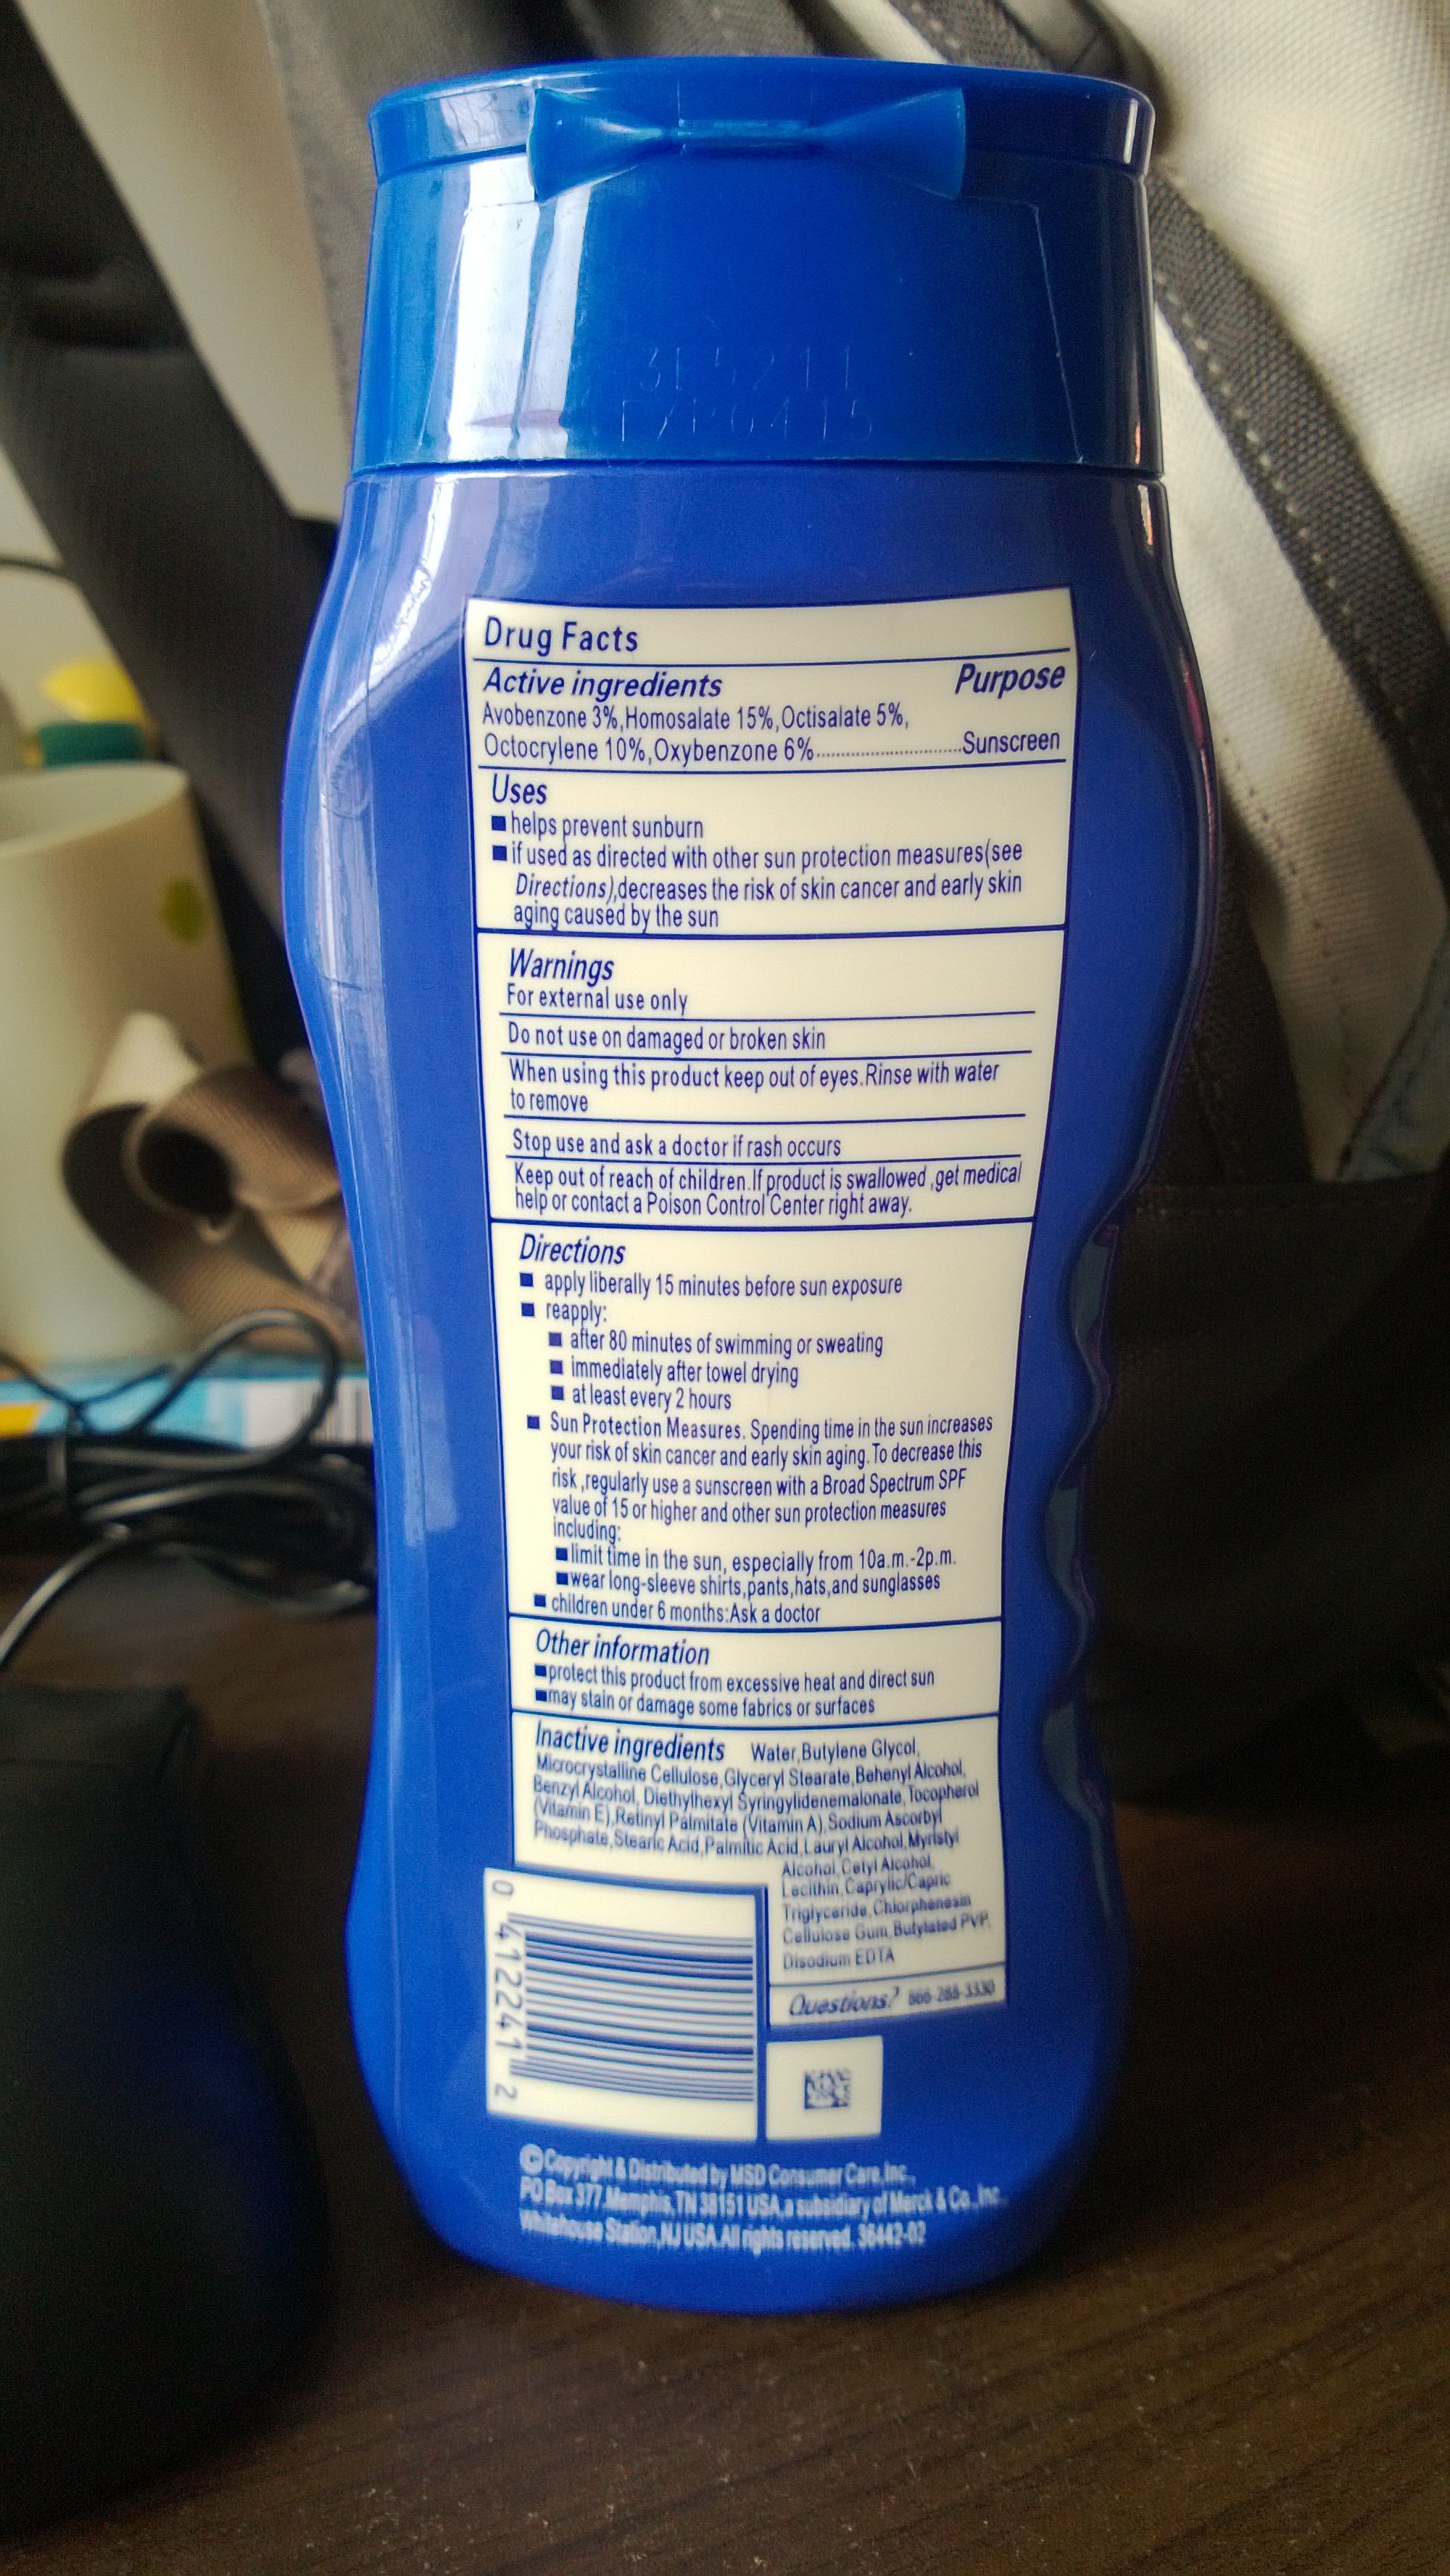 3E5211
EXP0415
Drug Facts
Active ingredients Purpose
Avobenzone 3%,Homosalate 15%,Octisalate 5%,
Octocrylene 10%,Oxybenzone 6%..............................Sunscreen
Uses
■ helps prevent sunburn
■ if used as directed with other sun protection measures(see
Directions),decreases the risk of skin cancer and early skin
aging caused by the sun
Warnings
For external use only
Do not use on damaged or broken skin
When using this product keep out of eyes.Rinse with water
to remove
Stop use and ask a doctor if rash occurs
Keep out of reach of children.If product is swallowed ,get medical
help or contact a Poison Control Center right away.
Directions
■ apply liberally 15 minutes before sun exposure
■ reapply:
■ after 80 minutes of swimming or sweating
■ immediately after towel drying
■ at least every 2 hours
■ Sun Protection Measures. Spending time in the sun increases
your risk of skin cancer and early skin aging.To decrease this
risk ,regularly use a sunscreen with a Broad Spectrum SPF
value of 15 or higher and other sun protection measures
including:
■ limit time in the sun, especially from 10a.m.-2p.m.
■ wear long-sleeve shirts,pants,hats,and sunglasses
■ children under 6 months:Ask a doctor
Other information
■ protect this product from excessive heat and direct sun
■ may stain or damage some fabrics or surfaces
Inactive ingredients Water,Butylene Glycol,
Microcrystalline Cellulose,Glyceryl Stearate,Behenyl Alcohol,
Benzyl Alcohol, Diethylhexyl Syringylidenemalonate,Tocopherol
(Vitamin E),Retinyl Palmitate (Vitamin A),Sodium Ascorbyl
Phosphate,Stearic Acid,Palmitic Acid,Lauryl Alcohol,Myristyl
Alcohol,Cetyl Alcohol,
Lecithin,Caprylic/Capric
Triglyceride,Chlorphenesin
Cellulose Gum,Butylated PVP,
Disodium EDTA
Questions? 866-288-3330
0 41224 1 2
©Copyright & Distributed by MSD Consumer Care,Inc.,
PO Box 377,Memphis,TN 38151 USA,a subsidiary of Merck & Co.,Inc.
Whitehouse Station,NJ USA.All rights reserved. 36442-02